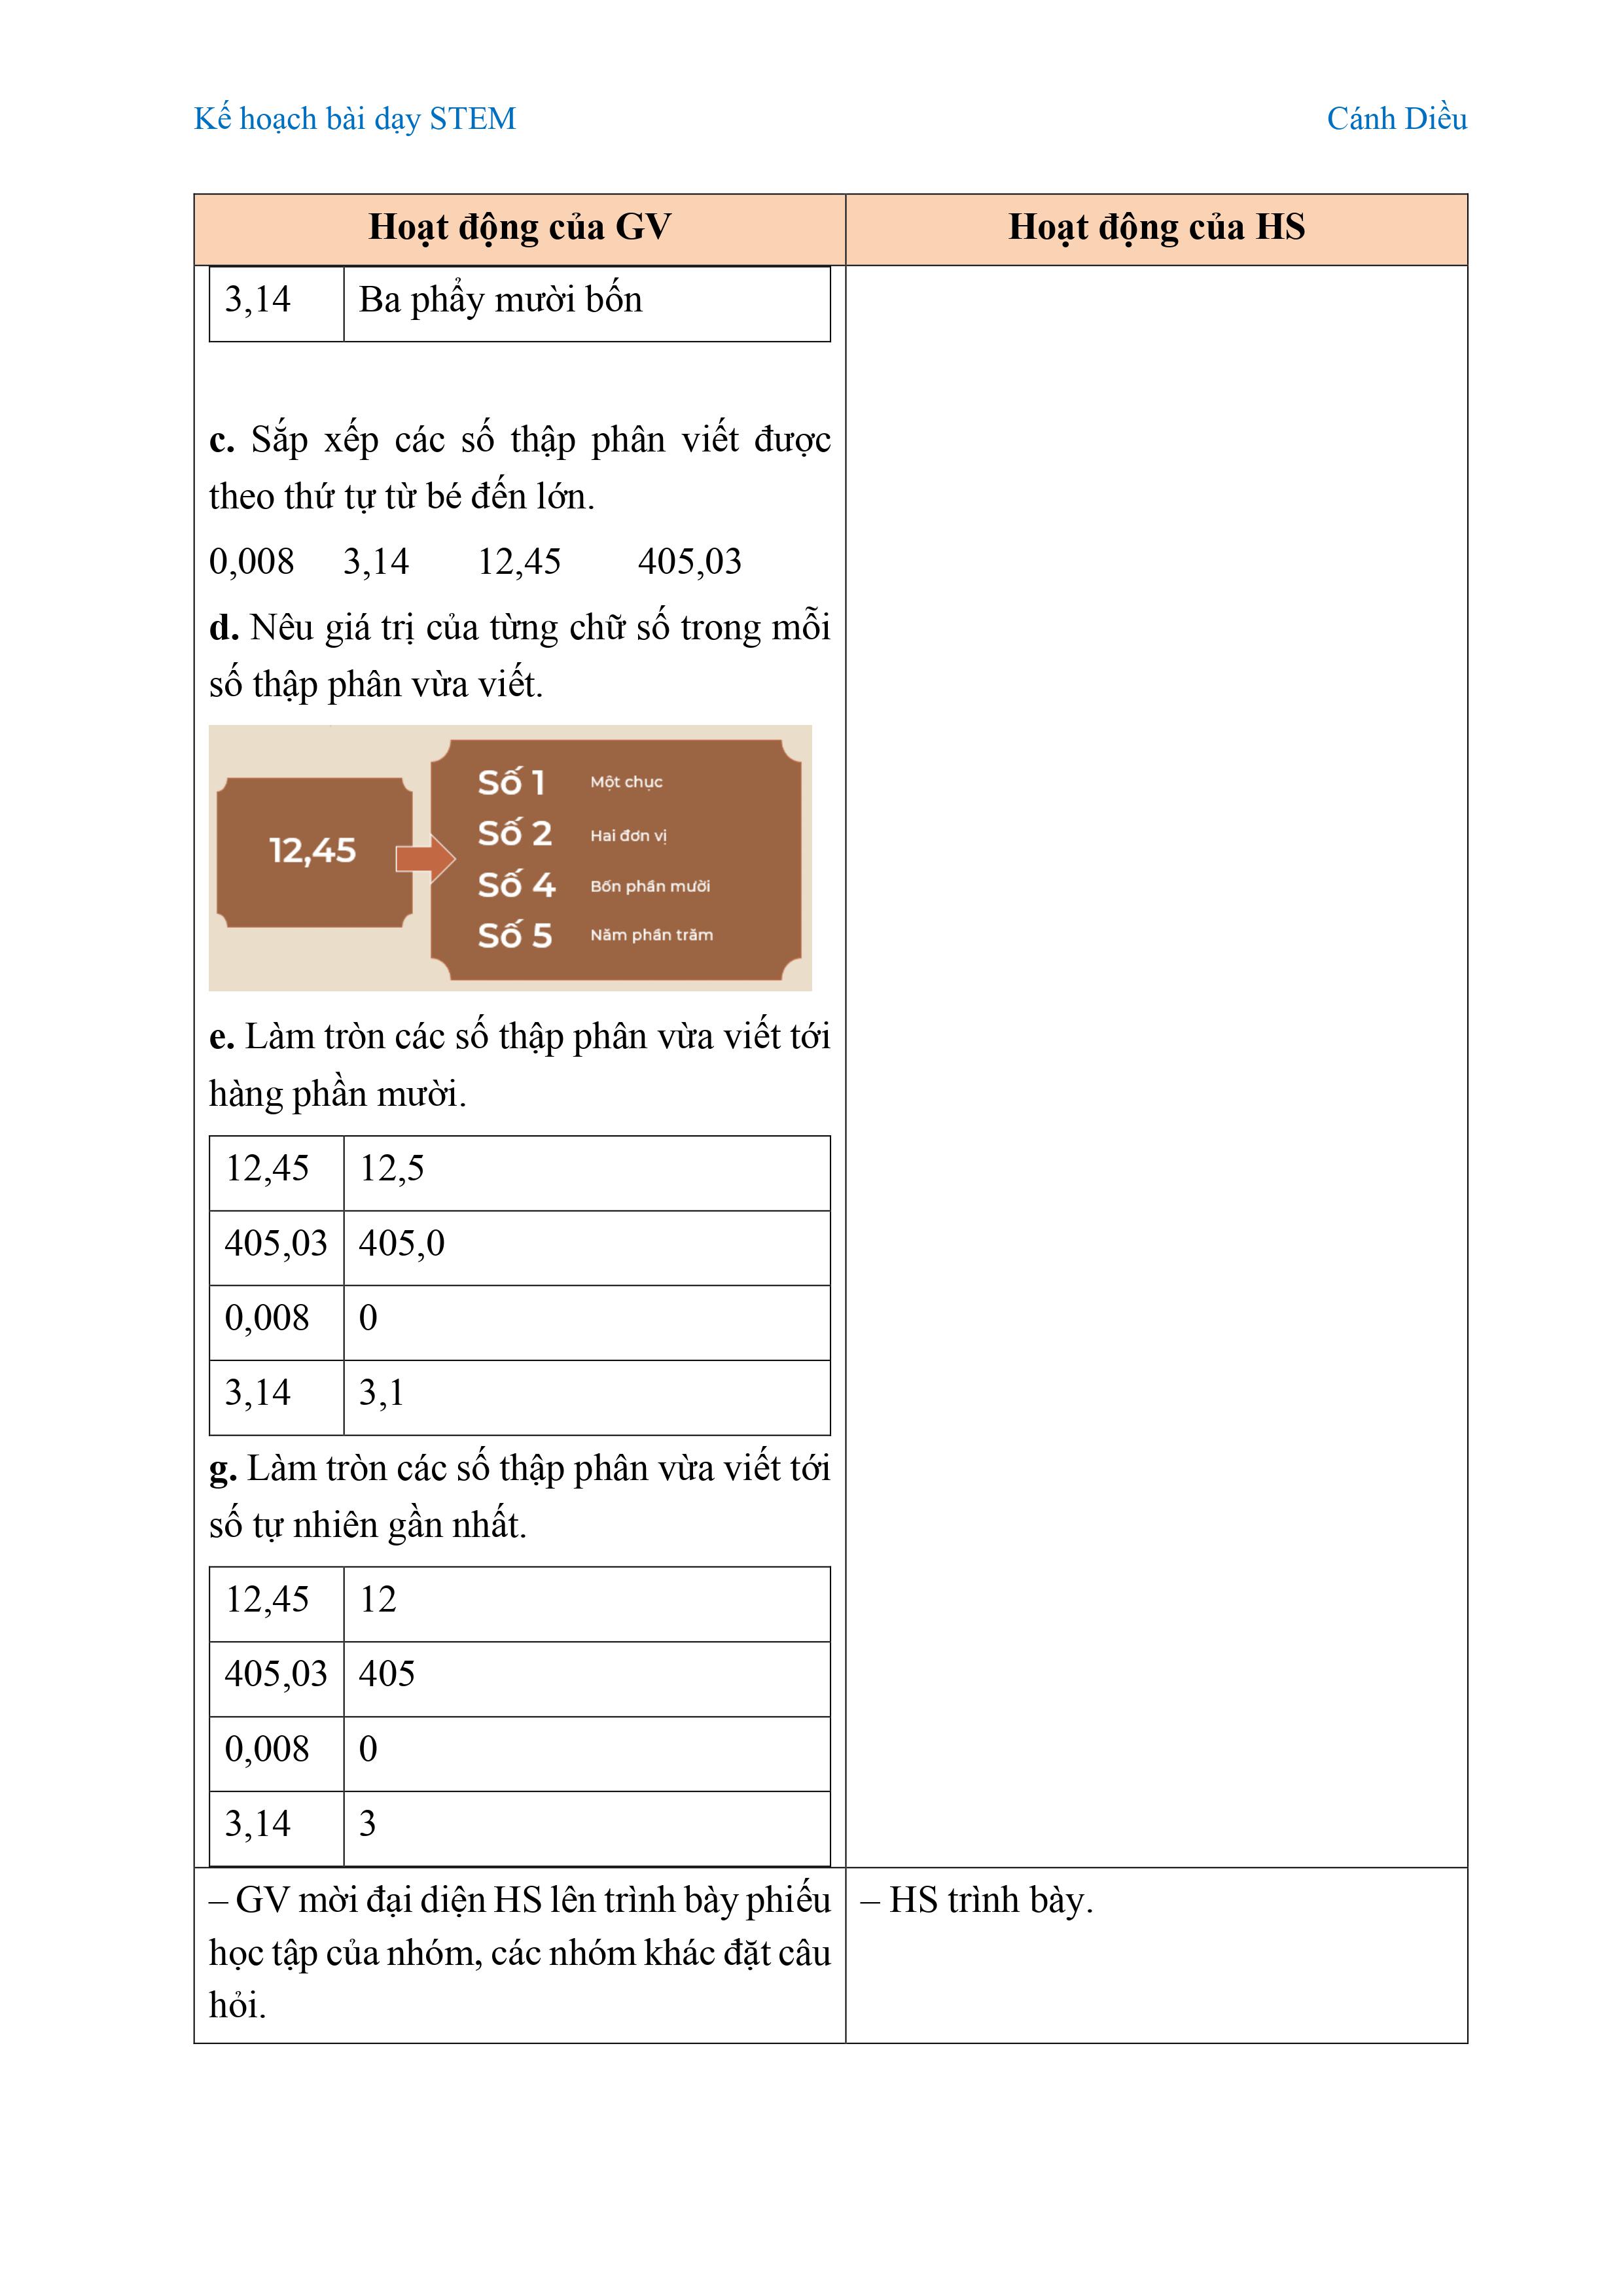 Kế hoạch bài dạy STEM Cánh Diều
Hoạt động của GV Hoạt động của HS
3,14 Ba phẩy mười bốn
c. Sắp xếp các số thập phân viết được
theo thứ tự từ bé đến lớn.
0,008 3,14 12,45 405,03
d. Nêu giá trị của từng chữ số trong mỗi
số thập phân vừa viết.
12,45
Số 1 Một chục
Số 2 Hai đơn vị
Số 4 Bốn phần mười
Số 5 Năm phần trăm
e. Làm tròn các số thập phân vừa viết tới
hàng phần mười.
12,45 12,5
405,03 405,0
0,008 0
3,14 3,1
g. Làm tròn các số thập phân vừa viết tới
số tự nhiên gần nhất.
12,45 12
405,03 405
0,008 0
3,14 3
– GV mời đại diện HS lên trình bày phiếu
học tập của nhóm, các nhóm khác đặt câu
hỏi.
– HS trình bày.